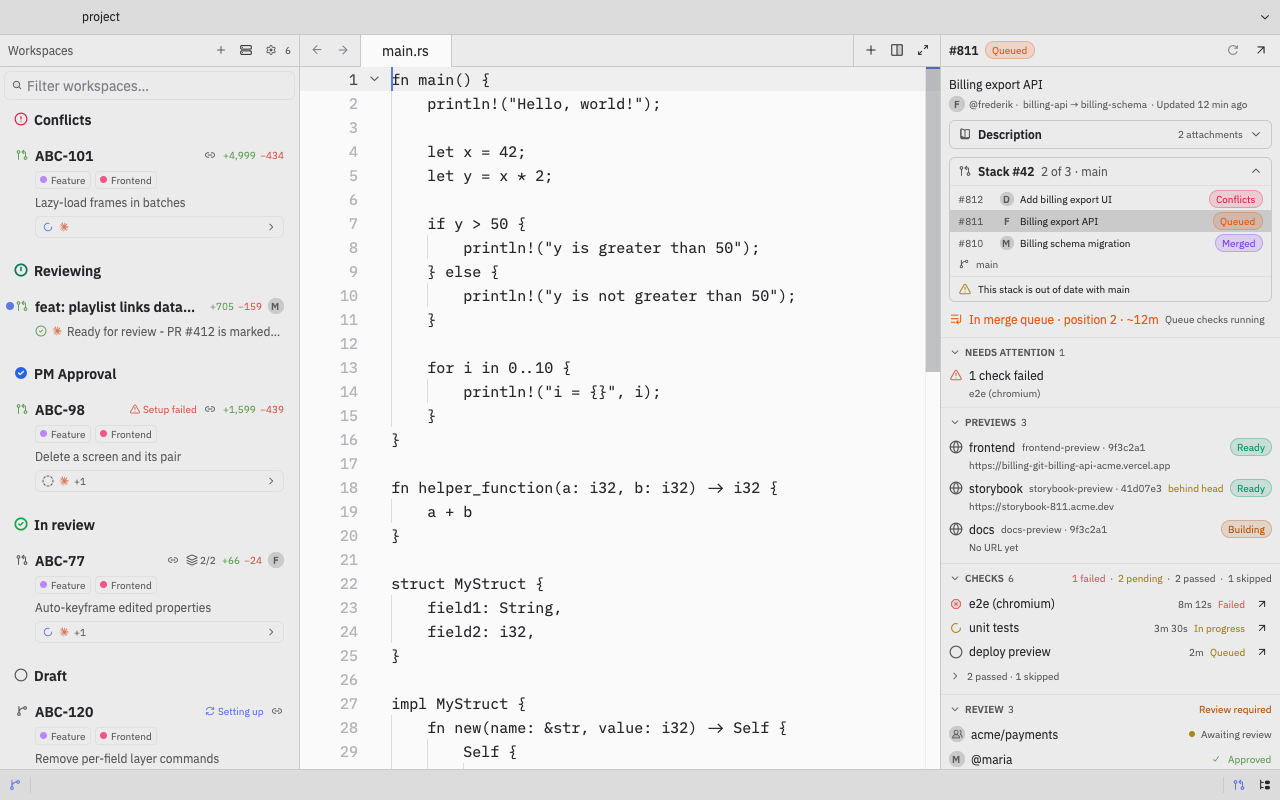 project
Workspaces
6
Filter workspaces...
Conflicts
ABC-101
+4,999 −434
Feature
Frontend
Lazy-load frames in batches
Reviewing
feat: playlist links data...
+705 −159
M
Ready for review - PR #412 is marked...
PM Approval
ABC-98
Setup failed
+1,599 −439
Feature
Frontend
Delete a screen and its pair
+1
In review
ABC-77
2/2
+66 −24
F
Feature
Frontend
Auto-keyframe edited properties
+1
Draft
ABC-120
Setting up
Feature
Frontend
Remove per-field layer commands
main.rs
1 fn main() {
2 println!("Hello, world!");
3
4 let x = 42;
5 let y = x * 2;
6
7 if y > 50 {
8 println!("y is greater than 50");
9 } else {
10 println!("y is not greater than 50");
11 }
12
13 for i in 0..10 {
14 println!("i = {}", i);
15 }
16 }
17
18 fn helper_function(a: i32, b: i32) -> i32 {
19 a + b
20 }
21
22 struct MyStruct {
23 field1: String,
24 field2: i32,
25 }
26
27 impl MyStruct {
28 fn new(name: &str, value: i32) -> Self {
29 Self {
#811 Queued
Billing export API
F @frederik · billing-api → billing-schema · Updated 12 min ago
Description 2 attachments
Stack #42 2 of 3 · main
#812 D Add billing export UI Conflicts
#811 F Billing export API Queued
#810 M Billing schema migration Merged
main
This stack is out of date with main
In merge queue · position 2 · ~12m Queue checks running
NEEDS ATTENTION 1
1 check failed
e2e (chromium)
PREVIEWS 3
frontend frontend-preview · 9f3c2a1 Ready
https://billing-git-billing-api-acme.vercel.app
storybook storybook-preview · 41d07e3 behind head Ready
https://storybook-811.acme.dev
docs docs-preview · 9f3c2a1 Building
No URL yet
CHECKS 6 1 failed · 2 pending · 2 passed · 1 skipped
e2e (chromium) 8m 12s Failed
unit tests 3m 30s In progress
deploy preview 2m Queued
2 passed · 1 skipped
REVIEW 3 Review required
acme/payments Awaiting review
M @maria Approved